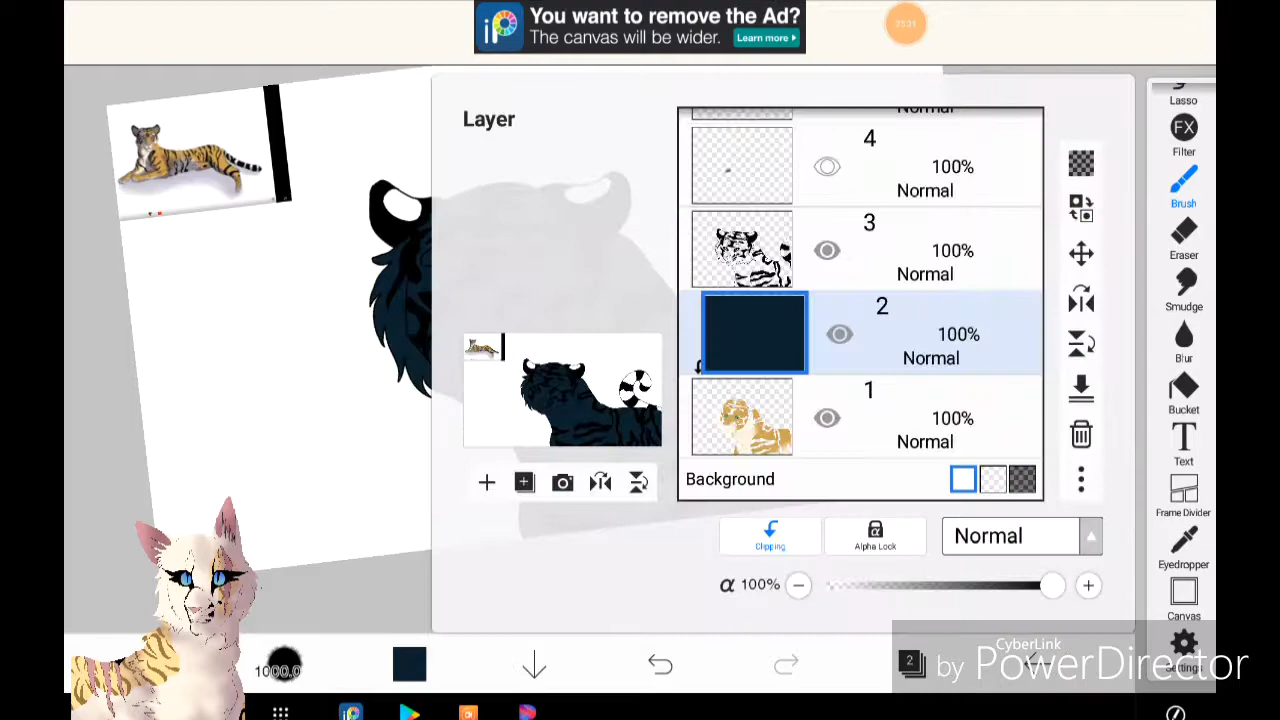 You want to remove the Ad?
The canvas will be wider.
Learn more
iP
Layer
Normal
4
100%
Normal
3
100%
Normal
2
100%
Normal
1
100%
Normal
Background
Clipping
Alpha Lock
Normal
α 100%
Lasso
FX
Filter
Brush
Eraser
Smudge
Blur
Bucket
T
Text
Frame Divider
Eyedropper
Canvas
Settings
1000.0
2
CyberLink
by PowerDirector